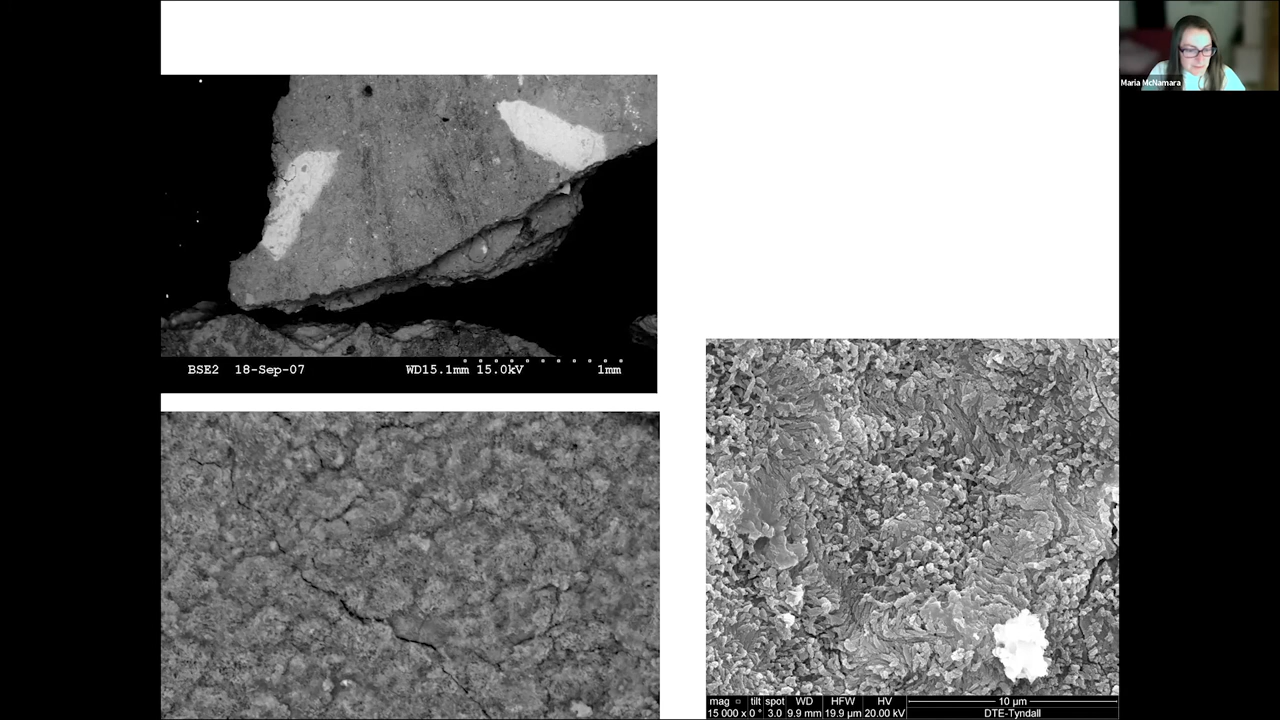 Maria McNamara
BSE2 18-Sep-07 WD15.1mm 15.0kV 1mm
mag □ tilt spot WD HFW HV 10 µm
15 000 x 0 ° 3.0 9.9 mm 19.9 µm 20.00 kV DTE-Tyndall